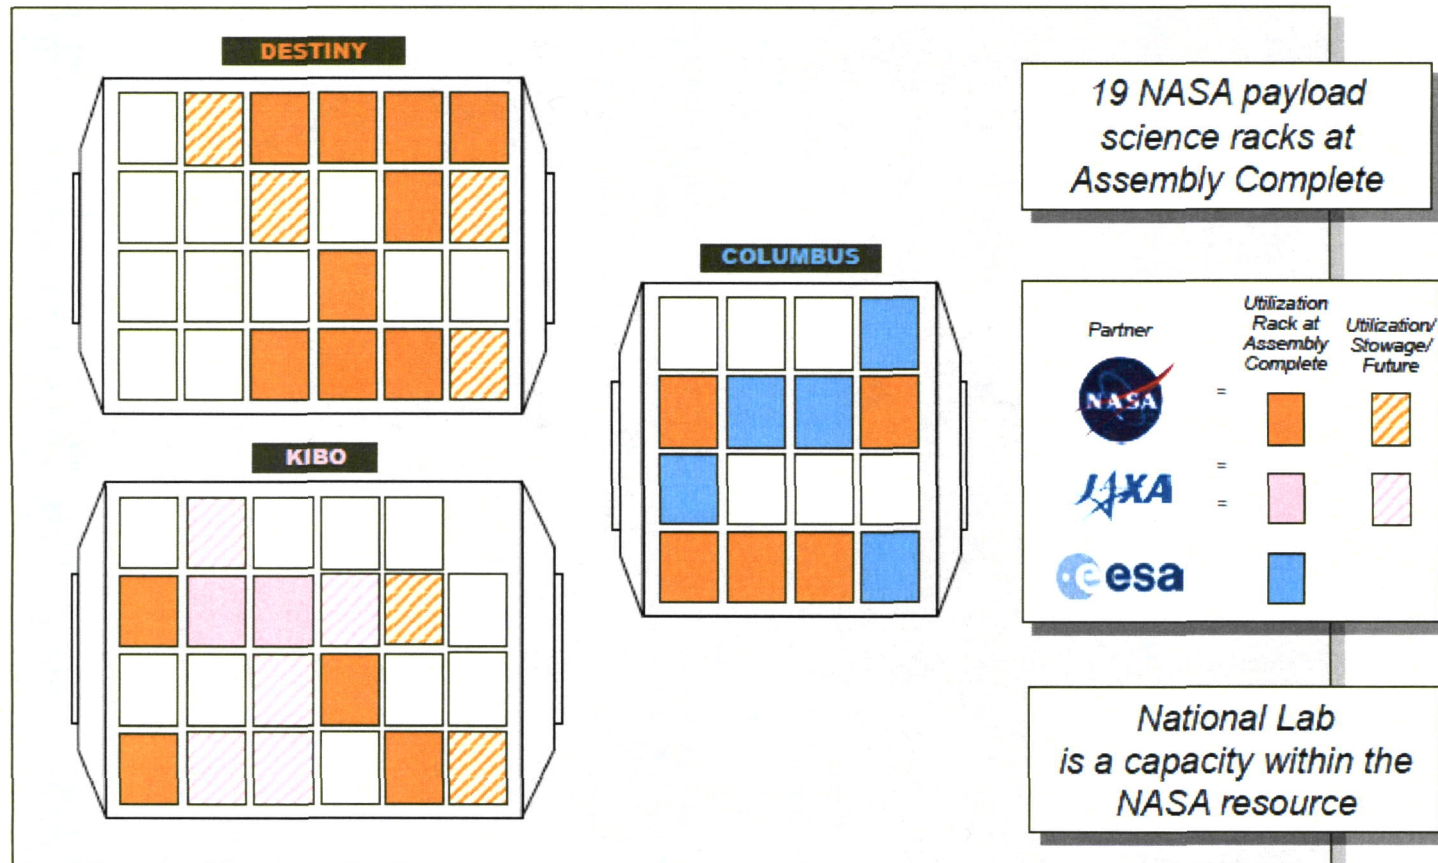 DESTINY
19 NASA payload
science racks at
Assembly Complete
COLUMBUS
Partner
Utilization
Rack at
Assembly
Complete
Utilization/
Stowage/
Future
NASA
=
KIBO
=
JAXA
=
esa
National Lab
is a capacity within the
NASA resource